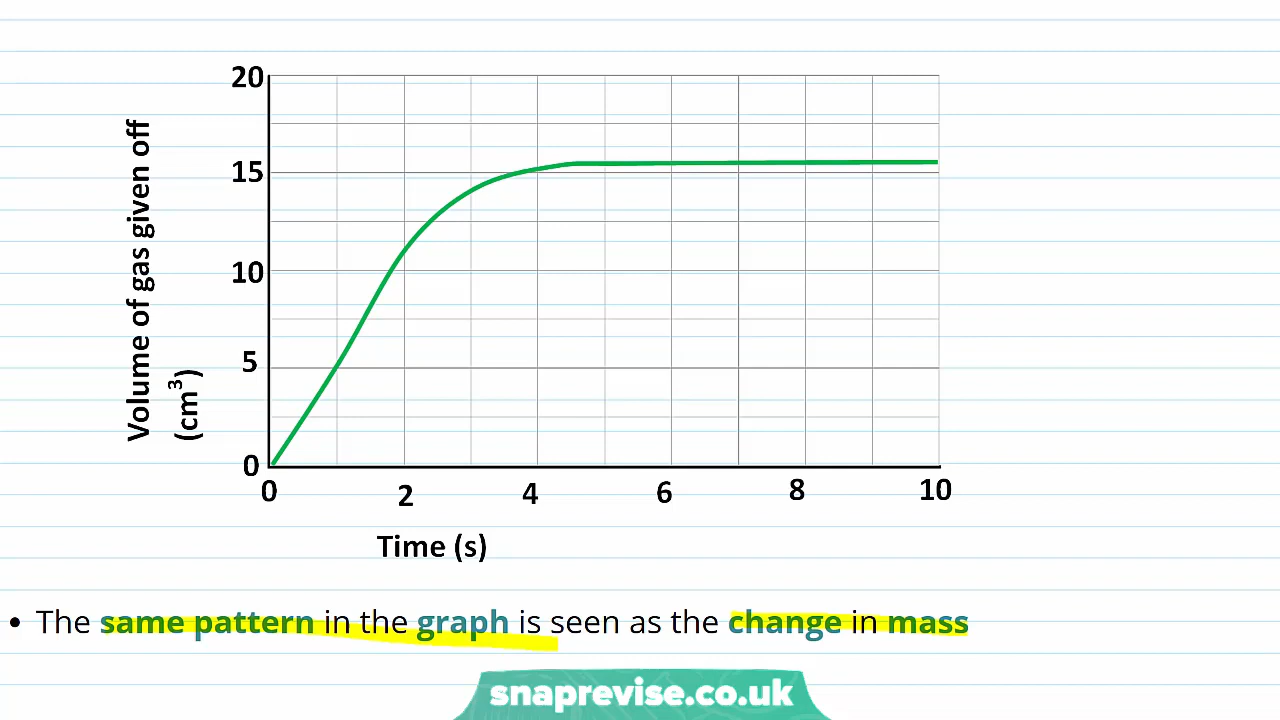 20
15
10
5
0
Volume of gas given off
(cm³)
0 2 4 6 8 10
Time (s)
• The same pattern in the graph is seen as the change in mass
snaprevise.co.uk